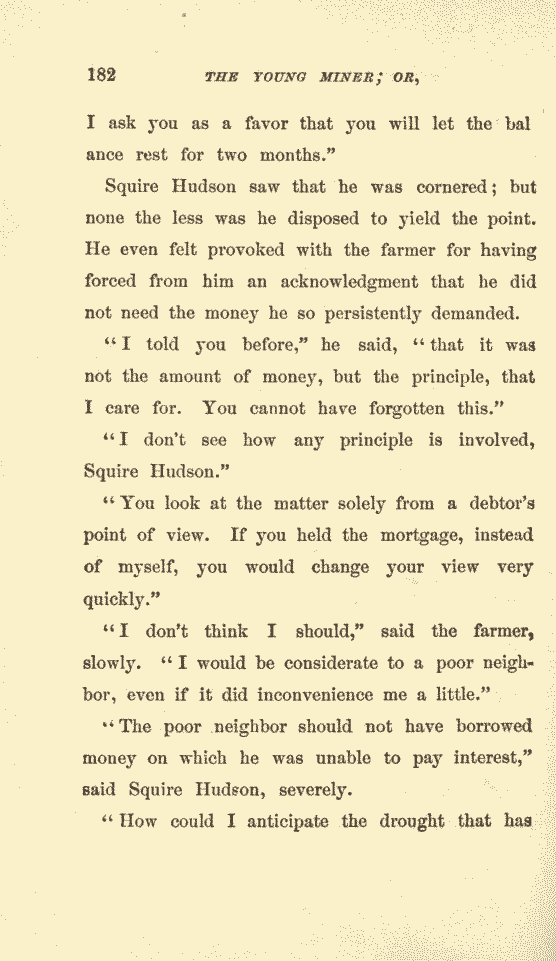 182 THE YOUNG MINER; OR,
I ask you as a favor that you will let the bal
ance rest for two months.”
Squire Hudson saw that he was cornered; but
none the less was he disposed to yield the point.
He even felt provoked with the farmer for having
forced from him an acknowledgment that he did
not need the money he so persistently demanded.
“I told you before,” he said, “that it was
not the amount of money, but the principle, that
I care for. You cannot have forgotten this.”
“I don't see how any principle is involved,
Squire Hudson.”
“You look at the matter solely from a debtor's
point of view. If you held the mortgage, instead
of myself, you would change your view very
quickly.”
“I don't think I should,” said the farmer,
slowly. “I would be considerate to a poor neigh-
bor, even if it did inconvenience me a little.”
“The poor neighbor should not have borrowed
money on which he was unable to pay interest,”
said Squire Hudson, severely.
“How could I anticipate the drought that has